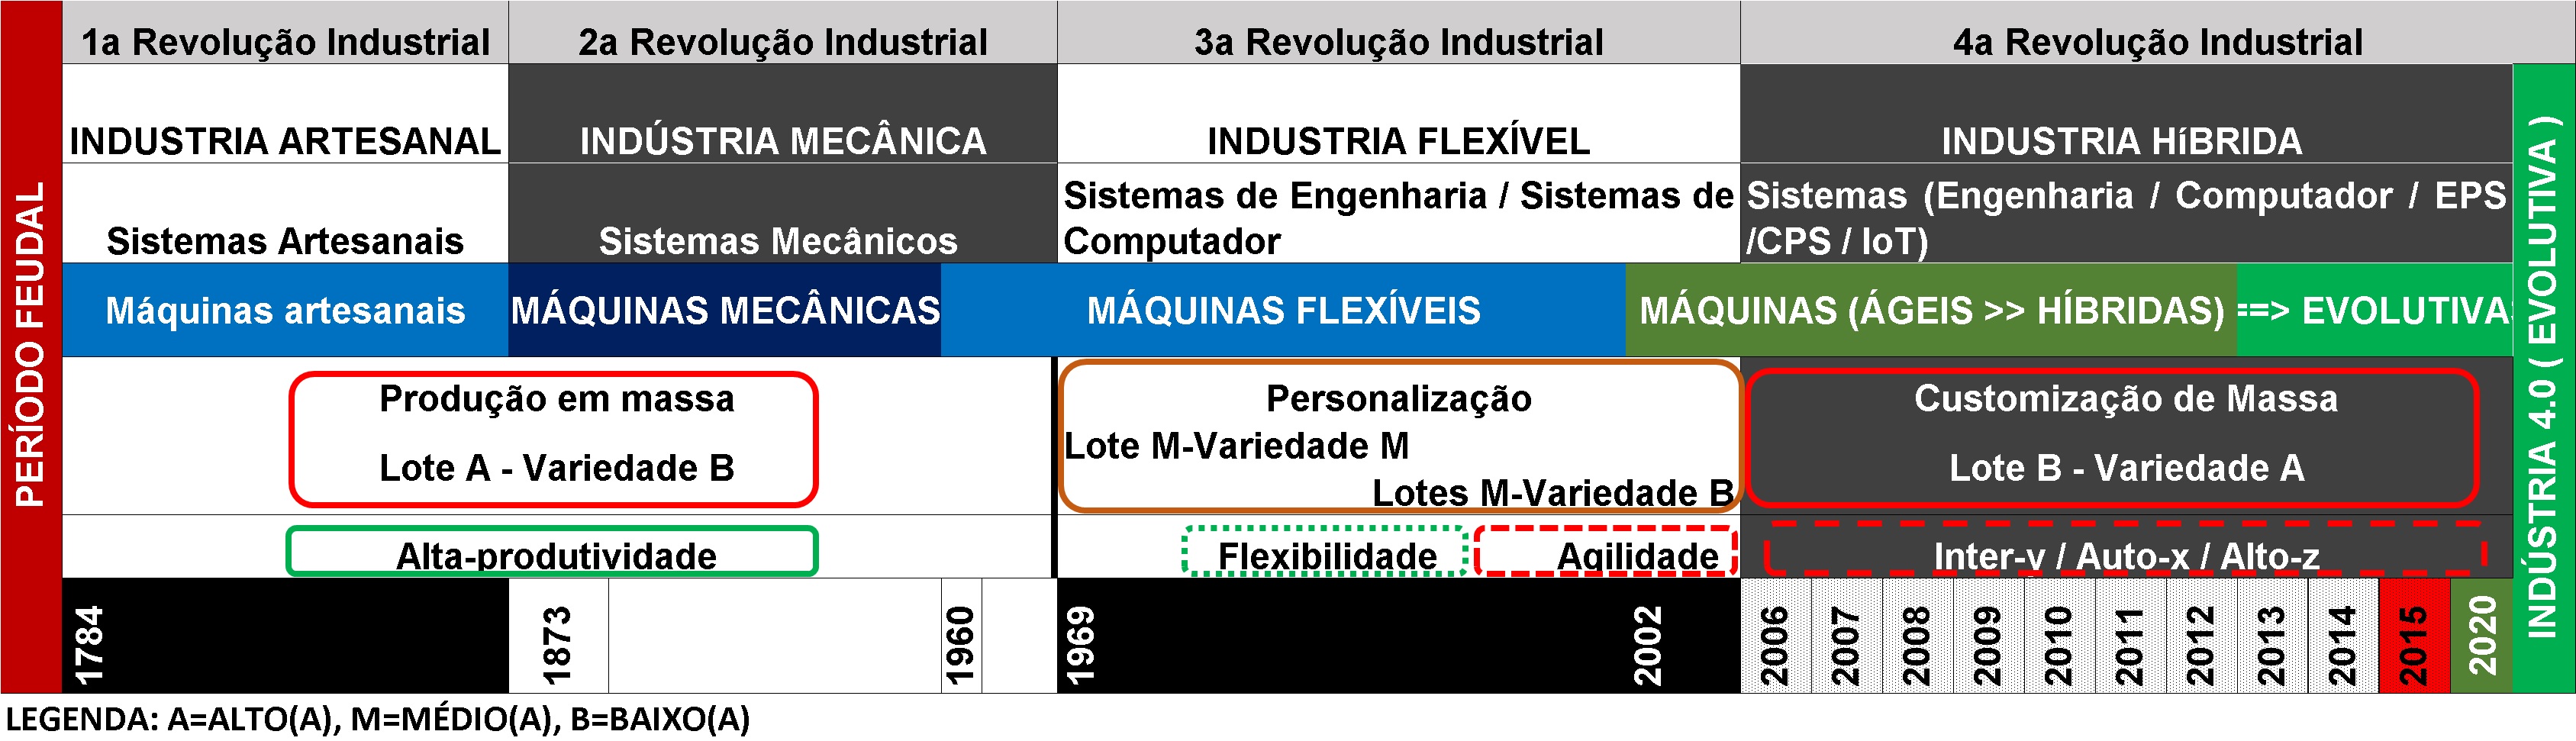 PERÍODO FEUDAL
1a Revolução Industrial
2a Revolução Industrial
3a Revolução Industrial
4a Revolução Industrial
INDUSTRIA ARTESANAL
INDÚSTRIA MECÂNICA
INDUSTRIA FLEXÍVEL
INDUSTRIA HíBRIDA
Sistemas Artesanais
Sistemas Mecânicos
Sistemas de Engenharia / Sistemas de
Computador
Sistemas (Engenharia / Computador / EPS
/CPS / IoT)
Máquinas artesanais
MÁQUINAS MECÂNICAS
MÁQUINAS FLEXÍVEIS
MÁQUINAS (ÁGEIS >> HÍBRIDAS)
==> EVOLUTIVAS
Produção em massa
Lote A - Variedade B
Personalização
Lote M-Variedade M
Lotes M-Variedade B
Customização de Massa
Lote B - Variedade A
Alta-produtividade
Flexibilidade
Agilidade
Inter-y / Auto-x / Alto-z
1784
1873
1960
1969
2002
2006
2007
2008
2009
2010
2011
2012
2013
2014
2015
2020
INDÚSTRIA 4.0 ( EVOLUTIVA )
LEGENDA: A=ALTO(A), M=MÉDIO(A), B=BAIXO(A)